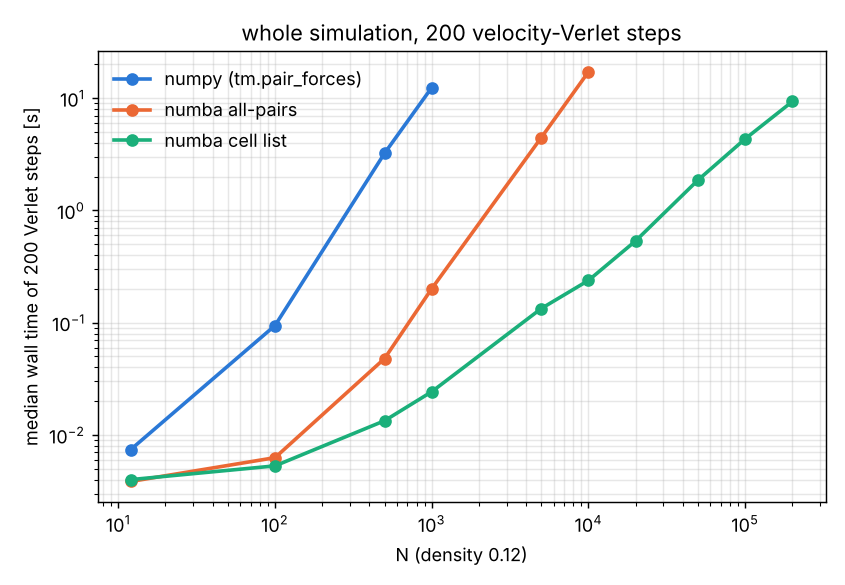 whole simulation, 200 velocity-Verlet steps
numpy (tm.pair_forces)
numba all-pairs
numba cell list
median wall time of 200 Verlet steps [s]
10¹
10⁰
10⁻¹
10⁻²
10¹ 10² 10³ 10⁴ 10⁵
N (density 0.12)